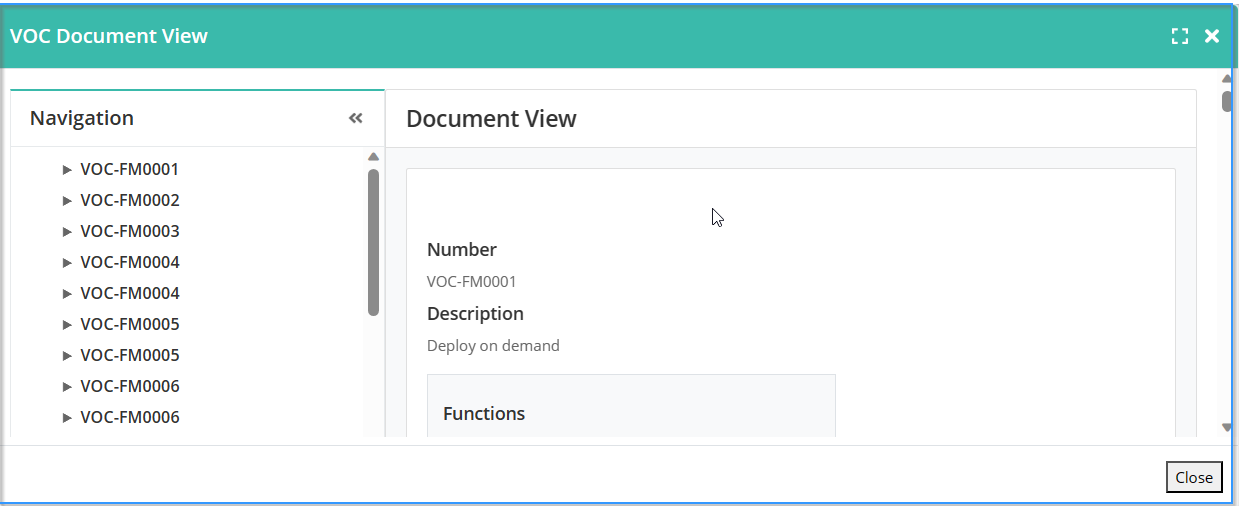 VOC Document View
Navigation
VOC-FM0001
VOC-FM0002
VOC-FM0003
VOC-FM0004
VOC-FM0004
VOC-FM0005
VOC-FM0005
VOC-FM0006
VOC-FM0006
Document View
Number
VOC-FM0001
Description
Deploy on demand
Functions
Close